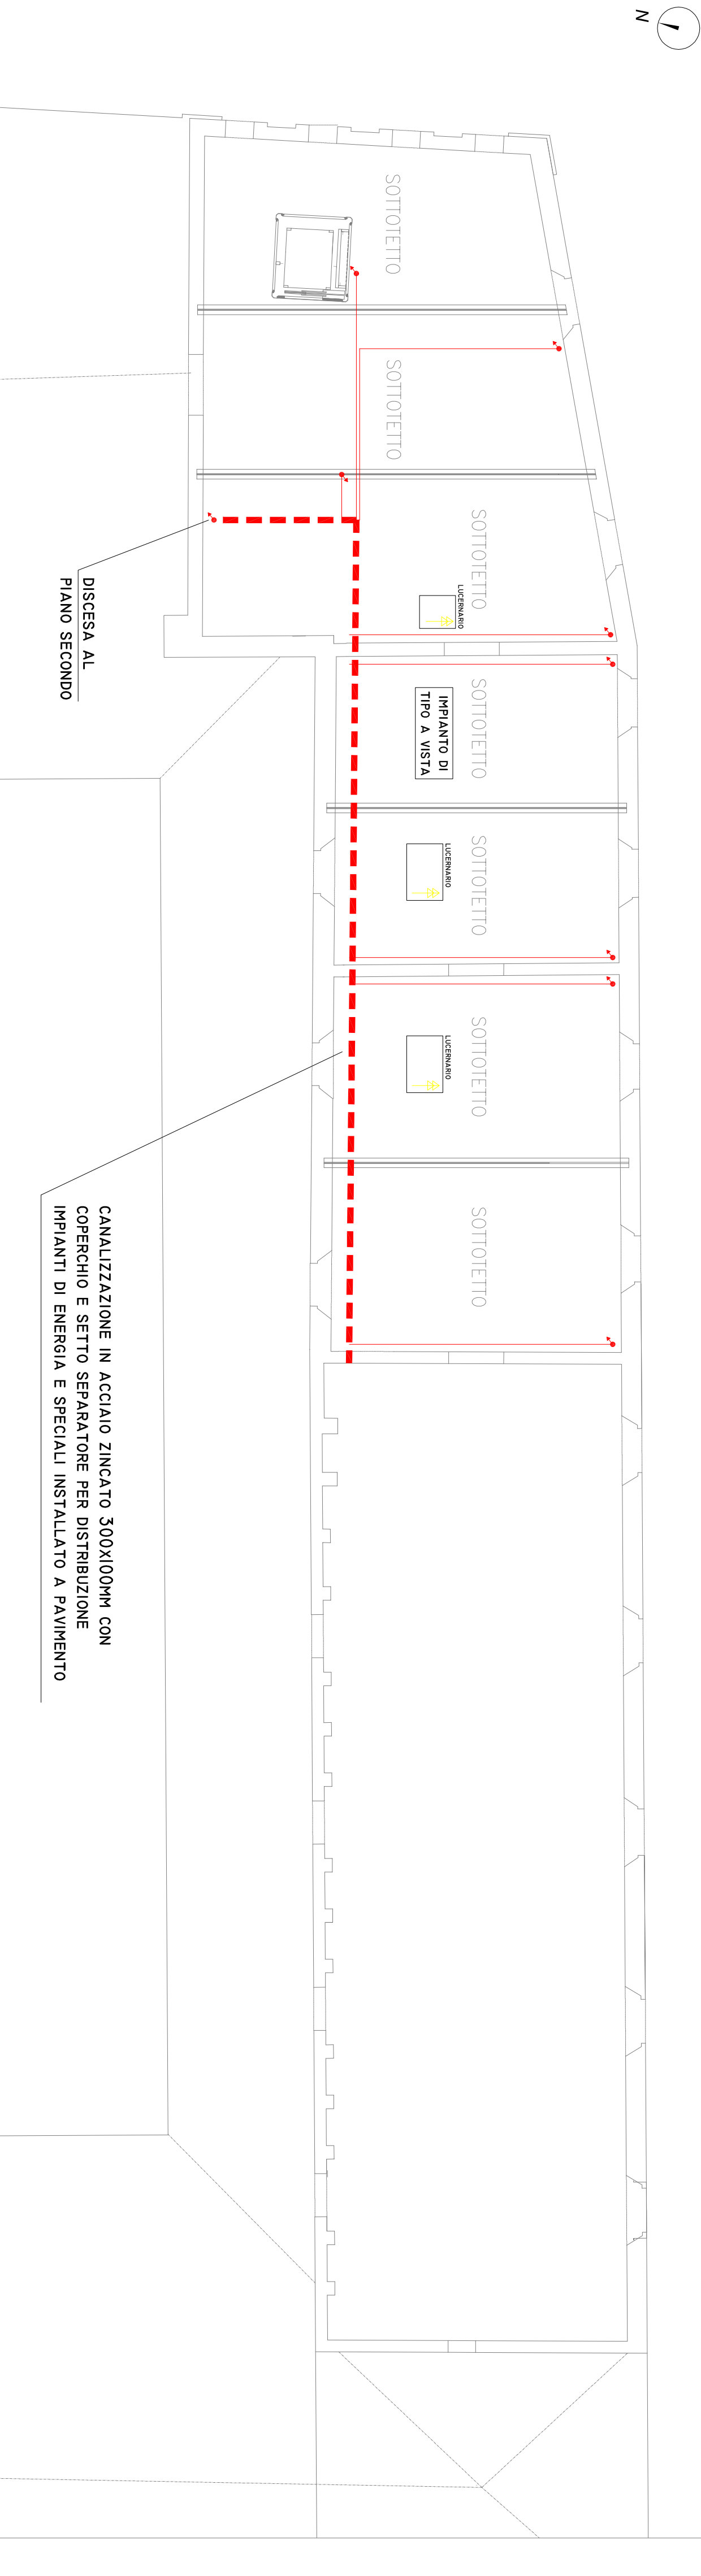 N
SOTTOTETTO
SOTTOTETTO
SOTTOTETTO
LUCERNARIO
DISCESA AL
PIANO SECONDO
SOTTOTETTO
IMPIANTO DI
TIPO A VISTA
SOTTOTETTO
LUCERNARIO
SOTTOTETTO
LUCERNARIO
SOTTOTETTO
CANALIZZAZIONE IN ACCIAIO ZINCATO 300X100MM CON
COPERCHIO E SETTO SEPARATORE PER DISTRIBUZIONE
IMPIANTI DI ENERGIA E SPECIALI INSTALLATO A PAVIMENTO